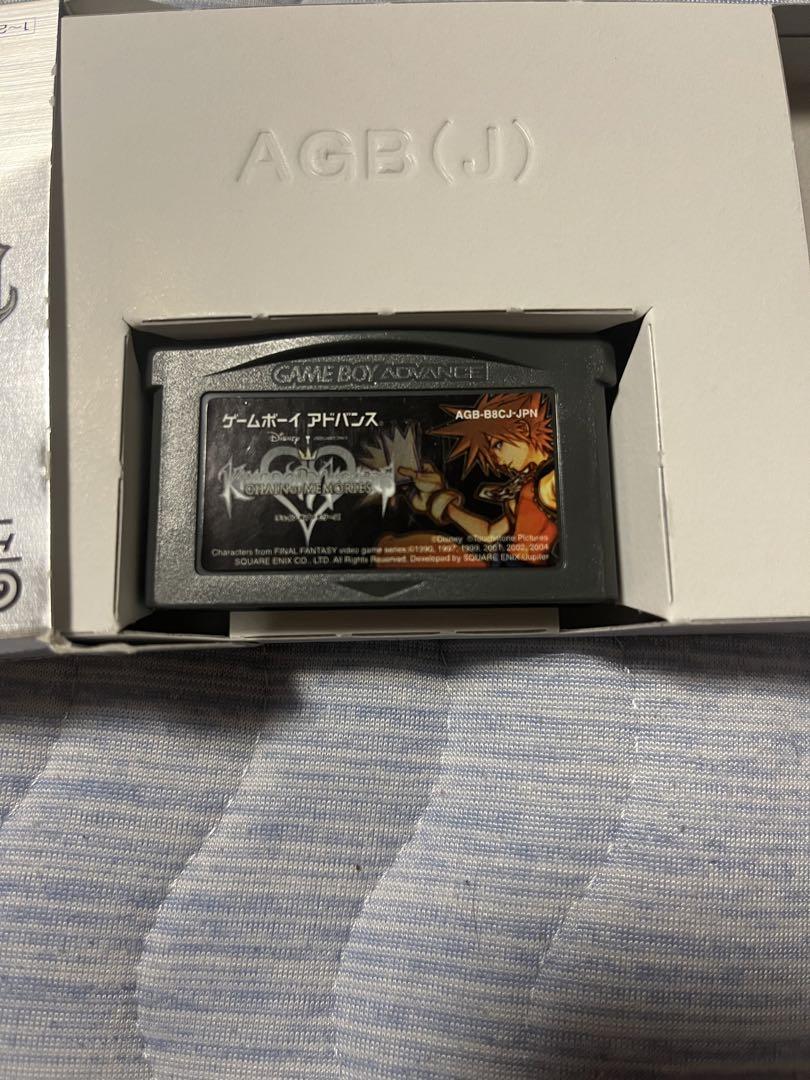 AGB(J)
GAME BOY ADVANCE
ゲームボーイ アドバンス
AGB-B8CJ-JPN
Disney
KINGDOM HEARTS
CHAIN of MEMORIES
©Disney ©Touchstone Pictures
Characters from FINAL FANTASY video game series:©1990, 1997, 1999, 2001, 2002, 2004
SQUARE ENIX CO., LTD. All Rights Reserved. Developed by SQUARE ENIX/Jupiter